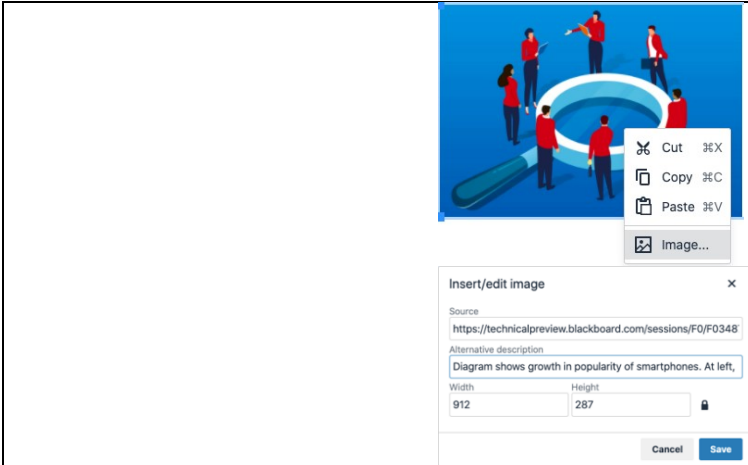 Cut ⌘X
Copy ⌘C
Paste ⌘V
Image...
Insert/edit image
Source
https://technicalpreview.blackboard.com/sessions/F0/F0348
Alternative description
Diagram shows growth in popularity of smartphones. At left,
Width Height
912 287
Cancel Save